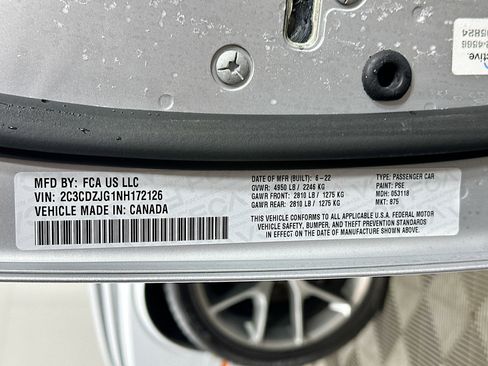 MFD BY: FCA US LLC
VIN: 2C3CDZJG1NH172126
VEHICLE MADE IN: CANADA
DATE OF MFR (BUILT): 6-22
GVWR: 4950 LB / 2246 KG
GAWR FRONT: 2810 LB / 1275 KG
GAWR REAR: 2810 LB / 1275 KG
TYPE: PASSENGER CAR
PAINT: PSE
MDH: 053118
MKT: 875
THIS VEHICLE CONFORMS TO ALL APPLICABLE U.S.A. FEDERAL MOTOR
VEHICLE SAFETY, BUMPER, AND THEFT PREVENTION STANDARDS
IN EFFECT ON THE DATE OF MANUFACTURE SHOWN ABOVE.